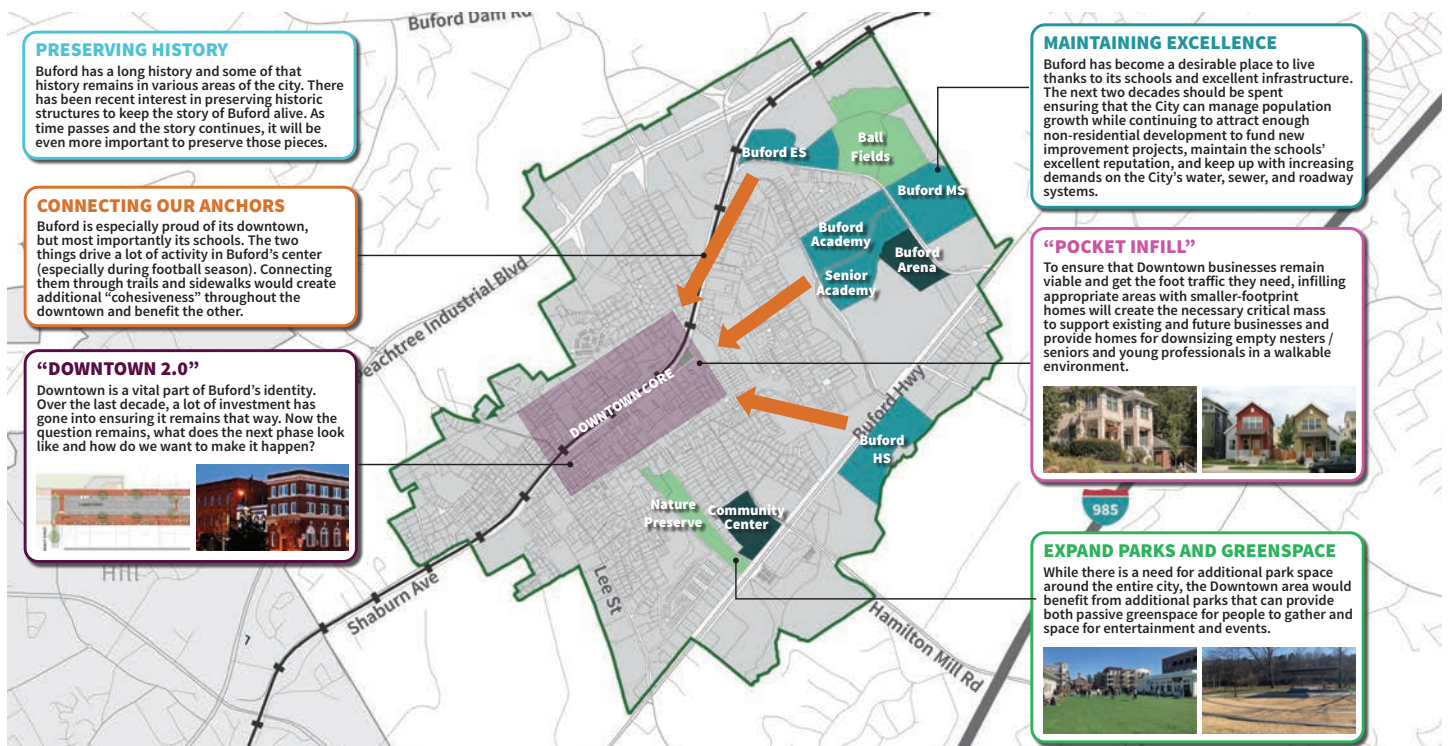 Buford Dam Rd
PRESERVING HISTORY
Buford has a long history and some of that
history remains in various areas of the city. There
has been recent interest in preserving historic
structures to keep the story of Buford alive. As
time passes and the story continues, it will be
even more important to preserve those pieces.
CONNECTING OUR ANCHORS
Buford is especially proud of its downtown,
but most importantly its schools. The two
things drive a lot of activity in Buford's center
(especially during football season). Connecting
them through trails and sidewalks would create
additional “cohesiveness” throughout the
downtown and benefit the other.
“DOWNTOWN 2.0”
Downtown is a vital part of Buford’s identity.
Over the last decade, a lot of investment has
gone into ensuring it remains that way. Now the
question remains, what does the next phase look
like and how do we want to make it happen?
Hill
Shaburn Ave
Peachtree Industrial Blvd
DOWNTOWN CORE
Lee St
Buford ES
Ball
Fields
Buford MS
Buford
Academy
Buford
Arena
Senior
Academy
Buford Hwy
Buford
HS
Nature
Preserve
Community
Center
Hamilton Mill Rd
985
MAINTAINING EXCELLENCE
Buford has become a desirable place to live
thanks to its schools and excellent infrastructure.
The next two decades should be spent
ensuring that the City can manage population
growth while continuing to attract enough
non-residential development to fund new
improvement projects, maintain the schools’
excellent reputation, and keep up with increasing
demands on the City’s water, sewer, and roadway
systems.
“POCKET INFILL”
To ensure that Downtown businesses remain
viable and get the foot traffic they need, infilling
appropriate areas with smaller-footprint
homes will create the necessary critical mass
to support existing and future businesses and
provide homes for downsizing empty nesters /
seniors and young professionals in a walkable
environment.
EXPAND PARKS AND GREENSPACE
While there is a need for additional park space
around the entire city, the Downtown area would
benefit from additional parks that can provide
both passive greenspace for people to gather and
space for entertainment and events.